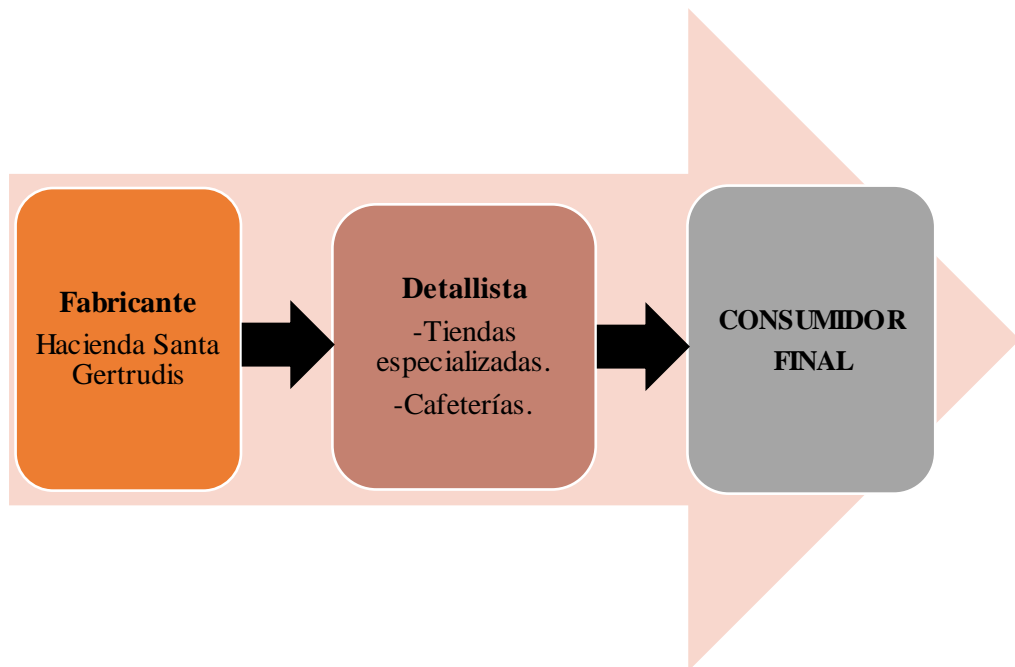 Fabricante
Hacienda Santa
Gertrudis
Detallista
-Tiendas
especializadas.
-Cafeterías.
CONSUMIDOR
FINAL